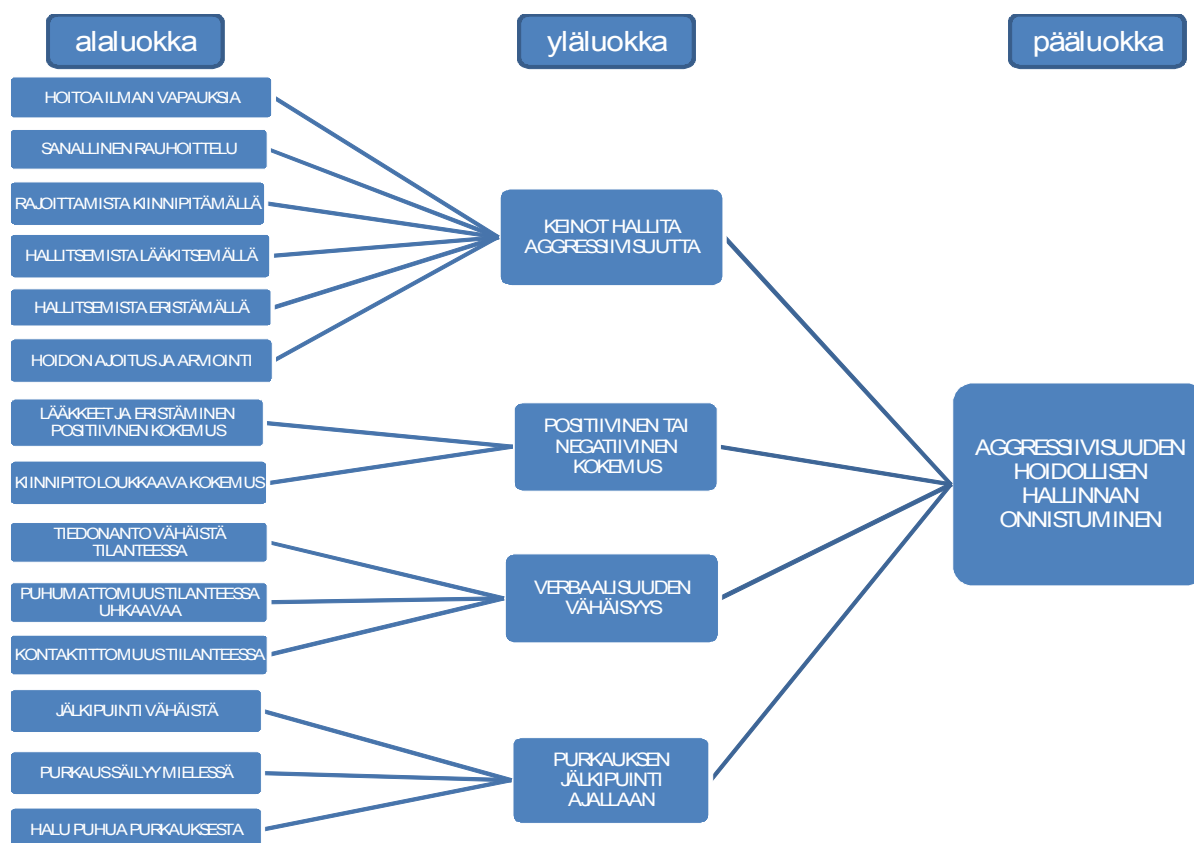 alaluokka
yläluokka
pääluokka
HOITOA ILMAN VAPAUKSIA
SANALLINEN RAUHOITTELU
RAJOITTAMISTA KIINNIPITÄMÄLLÄ
HALLITSEMISTA LÄÄKITSEMÄLLÄ
HALLITSEMISTA ERISTÄMÄLLÄ
HOIDON AJOITUS JA ARVIOINTI
KEINOT HALLITA
AGGRESSIIVISUUTTA
LÄÄKKEET JA ERISTÄMINEN
POSITIIVINEN KOKEMUS
KIINNIPITO LOUKKAAVA KOKEMUS
POSITIIVINEN TAI
NEGATIIVINEN
KOKEMUS
TIEDONANTO VÄHÄISTÄ
TILANTEESSA
PUHUMATTOMUUS TILANTEESSA
UHKAAVAA
KONTAKTITTOMUUS TIILANTEESSA
VERBAALISUUDEN
VÄHÄISYYS
JÄLKIPUINTI VÄHÄISTÄ
PURKAUS SÄILYY MIELESSÄ
HALU PUHUA PURKAUKSESTA
PURKAUKSEN
JÄLKIPUINTI
AJALLAAN
AGGRESSIIVISUUDEN
HOIDOLLISEN
HALLINNAN
ONNISTUMINEN